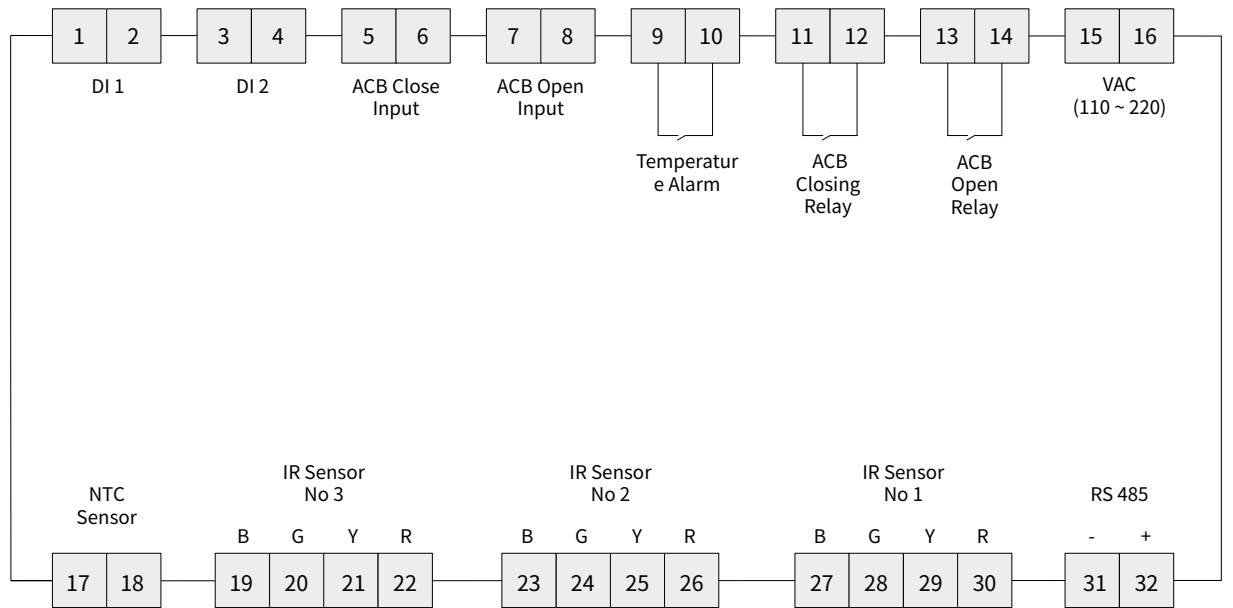 1 2 3 4 5 6 7 8 9 10 11 12 13 14 15 16
DI 1
DI 2
ACB Close
Input
ACB Open
Input
Temperatur
e Alarm
ACB
Closing
Relay
ACB
Open
Relay
VAC
(110 ~ 220)
NTC
Sensor
IR Sensor
No 3
B G Y R
IR Sensor
No 2
B G Y R
IR Sensor
No 1
B G Y R
RS 485
- +
17 18 19 20 21 22 23 24 25 26 27 28 29 30 31 32